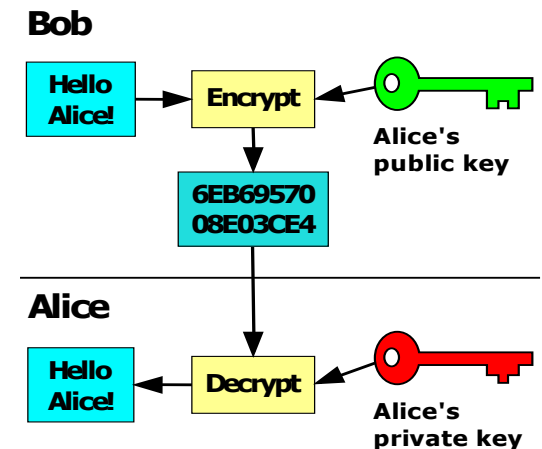 Bob
Hello
Alice!
Encrypt
Alice's
public key
6EB69570
08E03CE4
Alice
Hello
Alice!
Decrypt
Alice's
private key